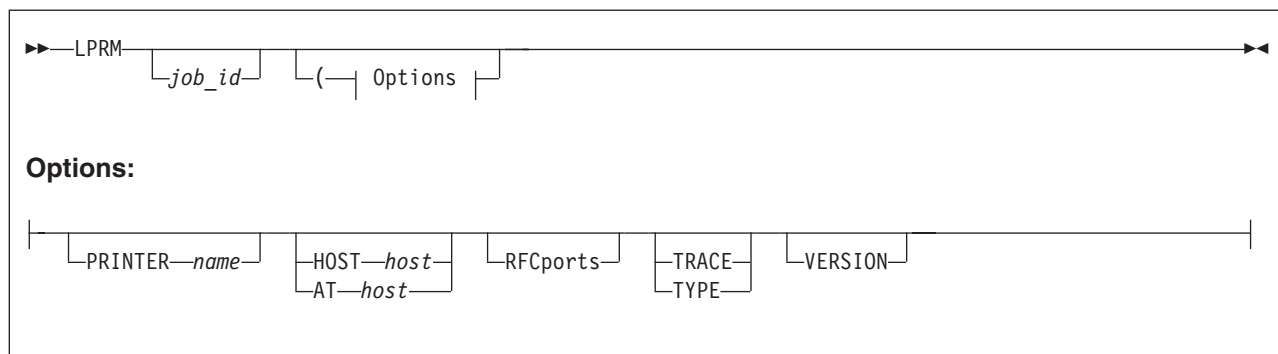 LPRM
job_id ( Options
Options:
PRINTER name HOST host RFCports TRACE VERSION
AT host TYPE